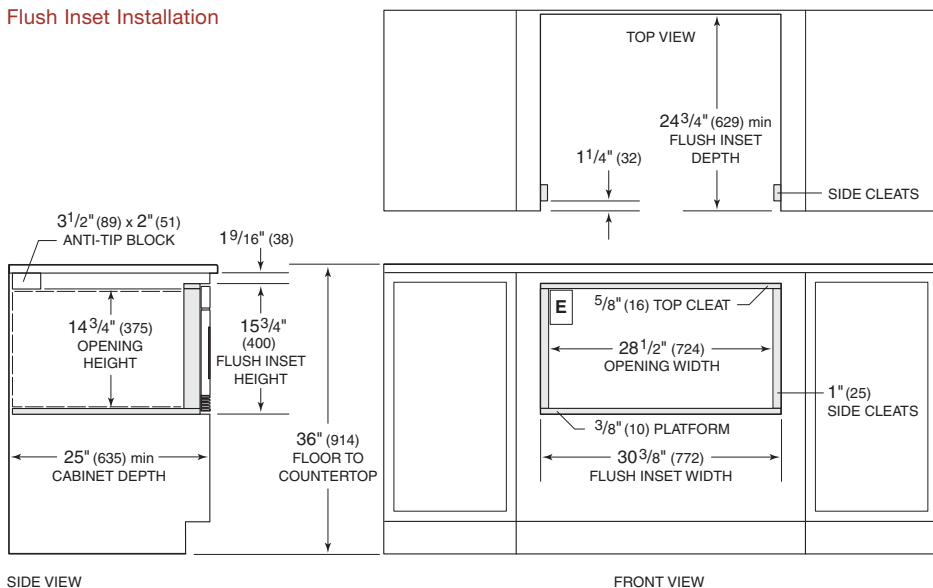 Flush Inset Installation
TOP VIEW
24 3/4" (629) min
FLUSH INSET
DEPTH
1 1/4" (32)
SIDE CLEATS
3 1/2" (89) x 2" (51)
ANTI-TIP BLOCK
1 9/16" (38)
14 3/4" (375)
OPENING
HEIGHT
15 3/4"
(400)
FLUSH INSET
HEIGHT
25" (635) min
CABINET DEPTH
36" (914)
FLOOR TO
COUNTERTOP
E
5/8" (16) TOP CLEAT
28 1/2" (724)
OPENING WIDTH
1" (25)
SIDE CLEATS
3/8" (10) PLATFORM
30 3/8" (772)
FLUSH INSET WIDTH
SIDE VIEW
FRONT VIEW